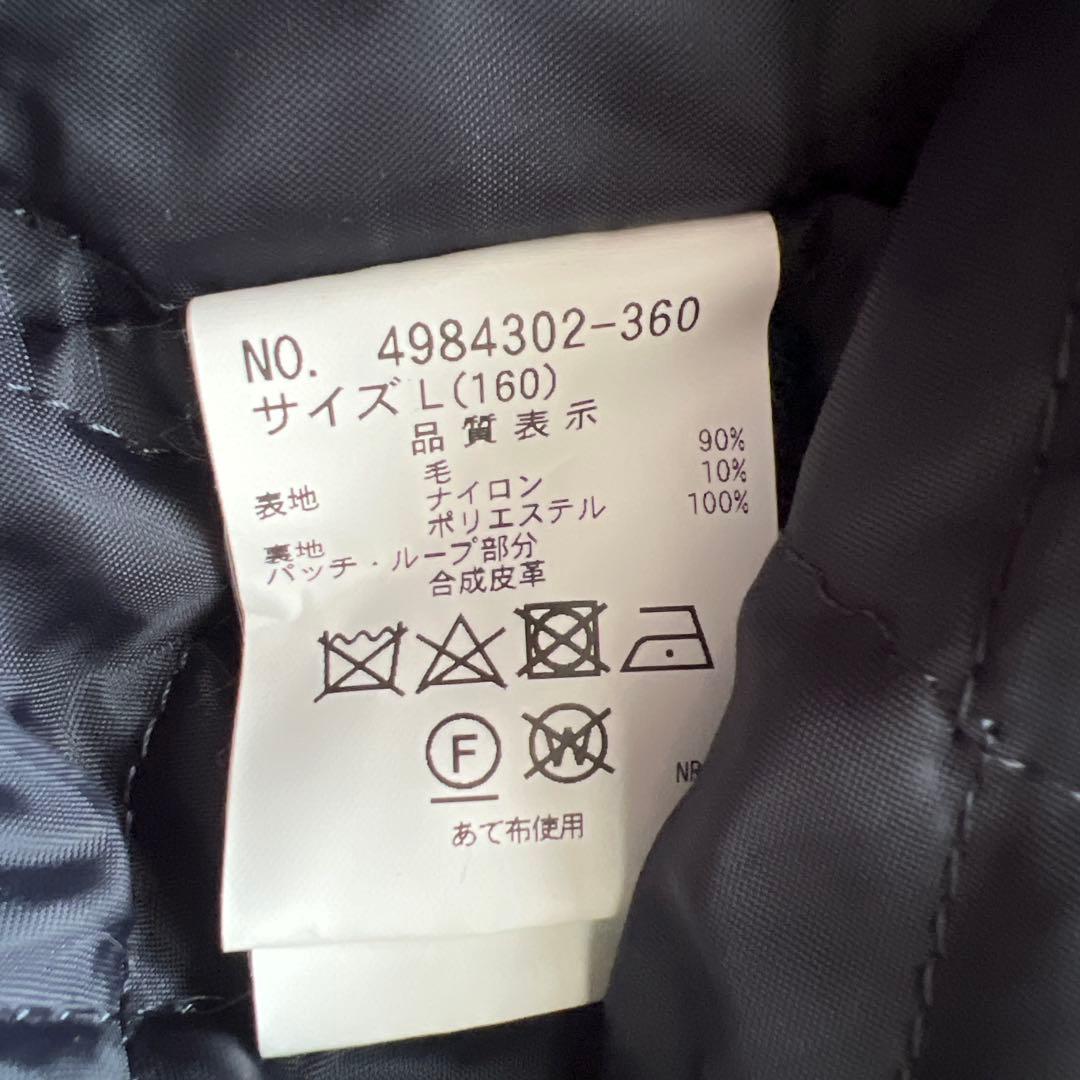 NO. 4984302-360
サイズ L(160)
品質表示
表地 毛 90%
ナイロン 10%
裏地 ポリエステル 100%
パッチ・ループ部分
合成皮革
F W
NR
あて布使用